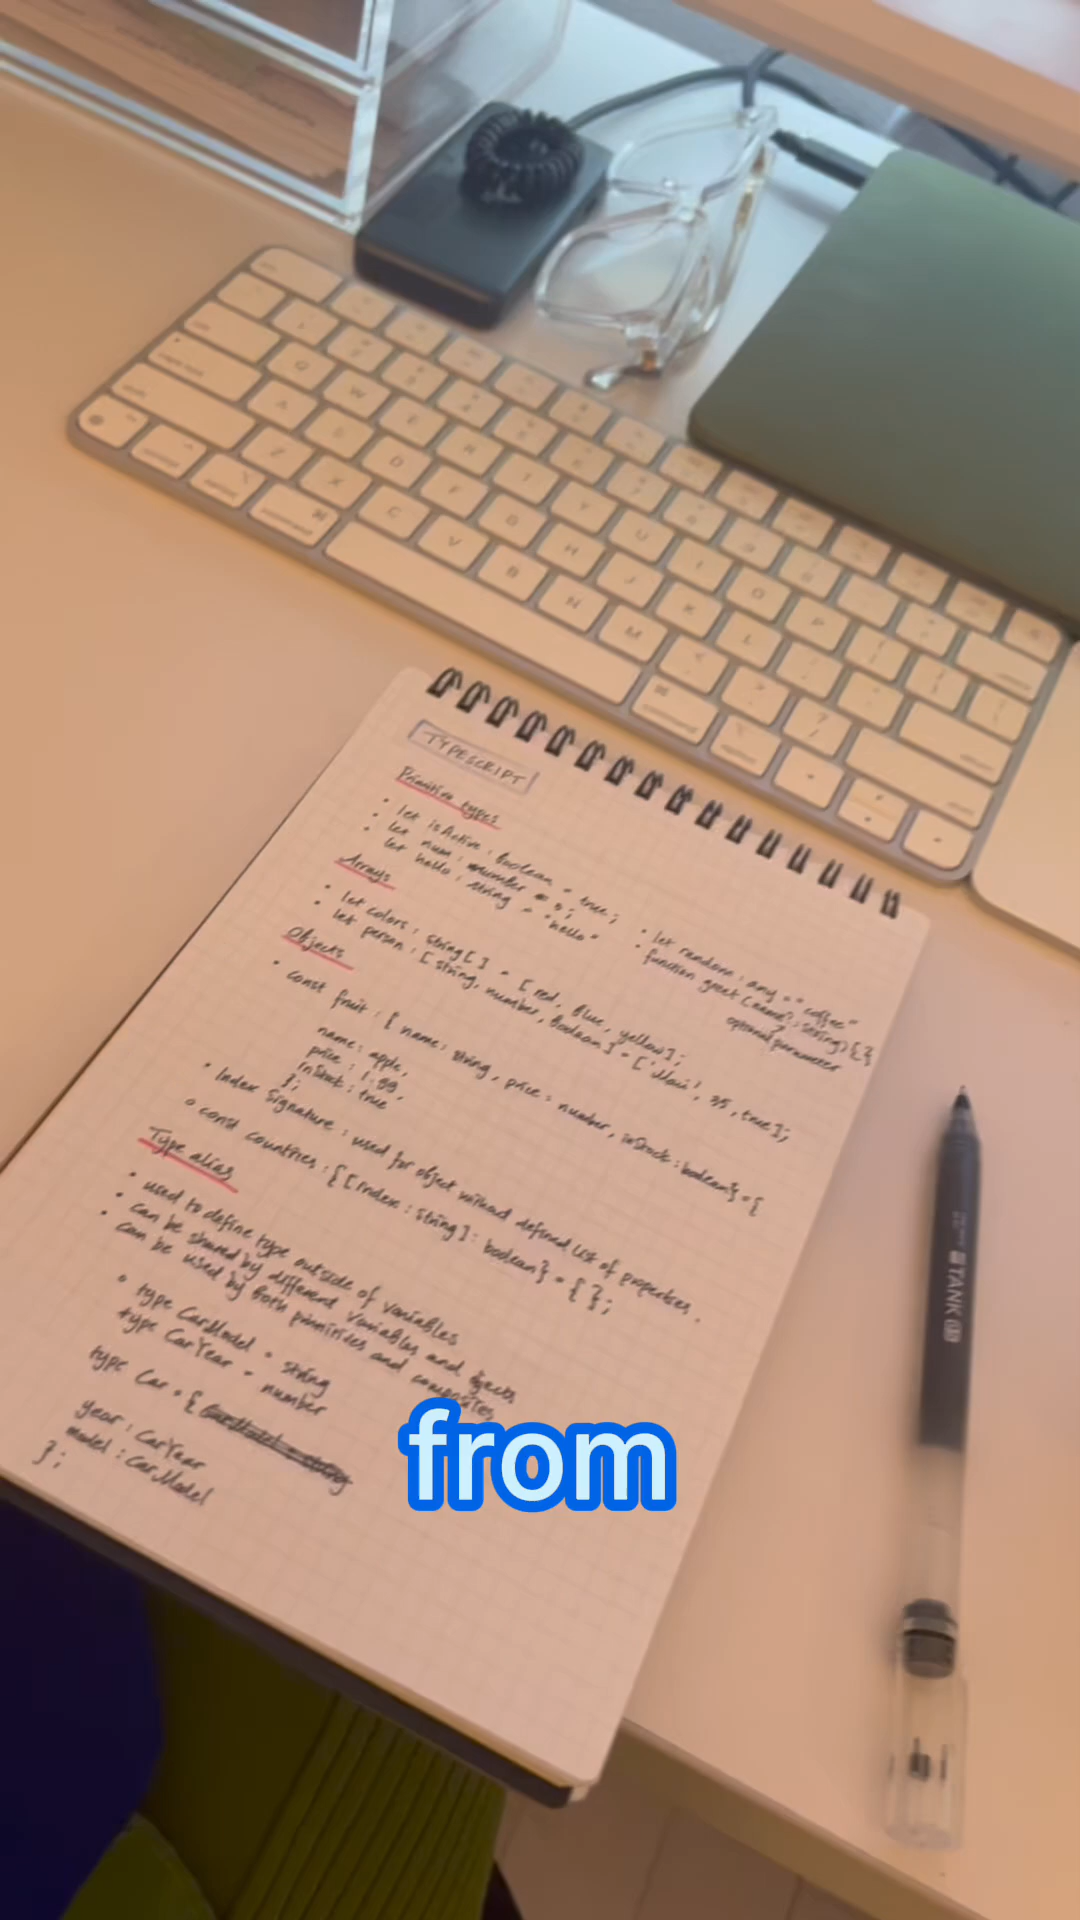 TYPESCRIPT
Primitive types
• let isActive : Boolean = true;
• let num : number = 5;
• let hello : string = "hello"
• let random : any = "coffee"
• function greet (name? : string) { }
optional parameter
Arrays
• let colors : string[ ] = [ red, blue, yellow];
• let person : [ string, number, boolean] = [ , 35, true];
Objects
• const fruit : { name : string, price : number, inStock : boolean} = {
name : apple,
price : 1.99,
inStock : true
};
• Index signature : used for object without defined list of properties.
const countries : { [index : string] : boolean} = { };
Type alias
• used to define type outside of variables
• can be shared by different variables and objects
• can be used by both primitives and composites
type CarModel = string
type CarYear = number
type Car = {
year : CarYear
model : CarModel
};
from
TANK
Q W E R T Y U I O P
A S D F G H J K L
Z X C V B N M
command
command